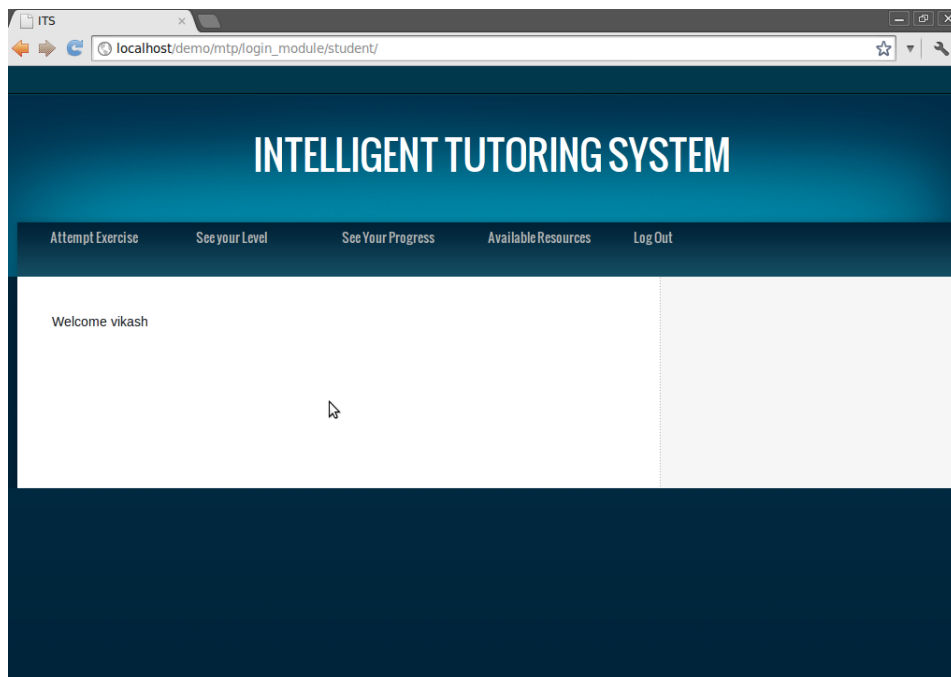 ITS
localhost/demo/mtp/login_module/student/
INTELLIGENT TUTORING SYSTEM
Attempt Exercise See your Level See Your Progress Available Resources Log Out
Welcome vikash